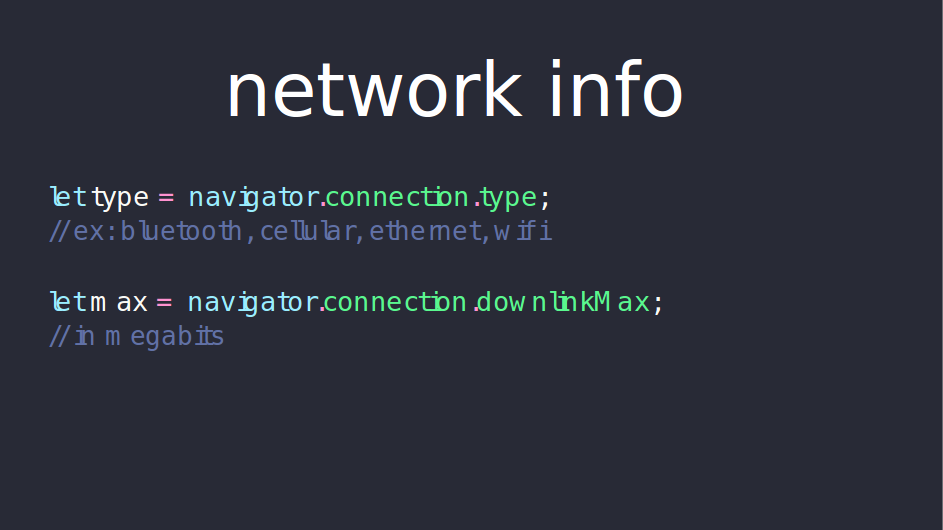 network info
let type = navigator.connection.type;
//ex: bluetooth, cellular, ethernet, wifi
let max = navigator.connection.downlinkMax;
//in megabits